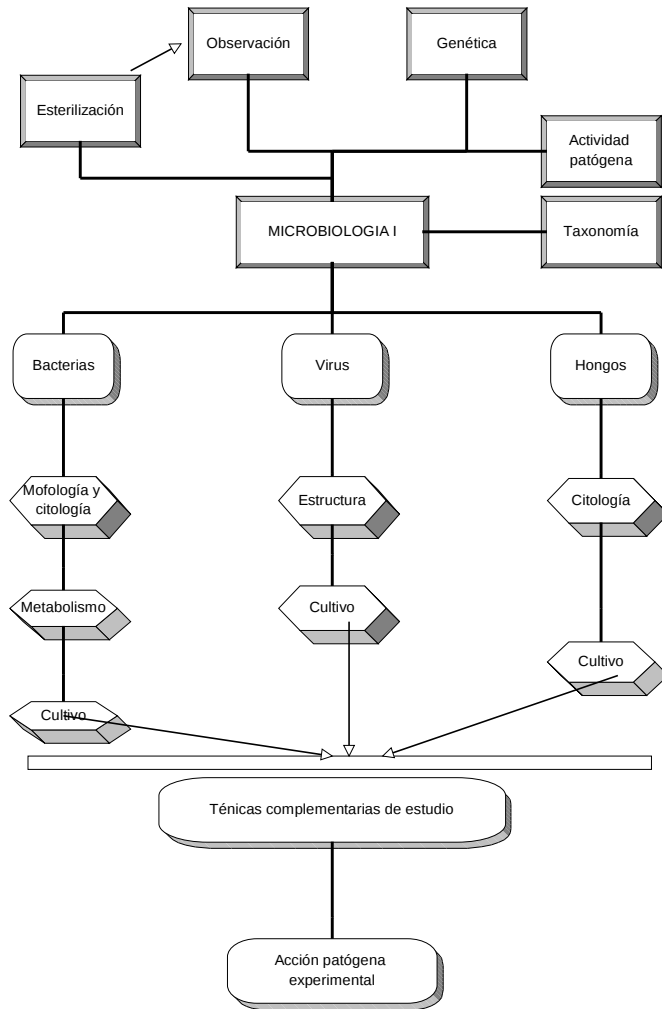 Observación
Genética
Esterilización
Actividad
patógena
MICROBIOLOGIA I
Taxonomía
Bacterias
Virus
Hongos
Mofología y
citología
Estructura
Citología
Metabolismo
Cultivo
Cultivo
Cultivo
Ténicas complementarias de estudio
Acción patógena
experimental